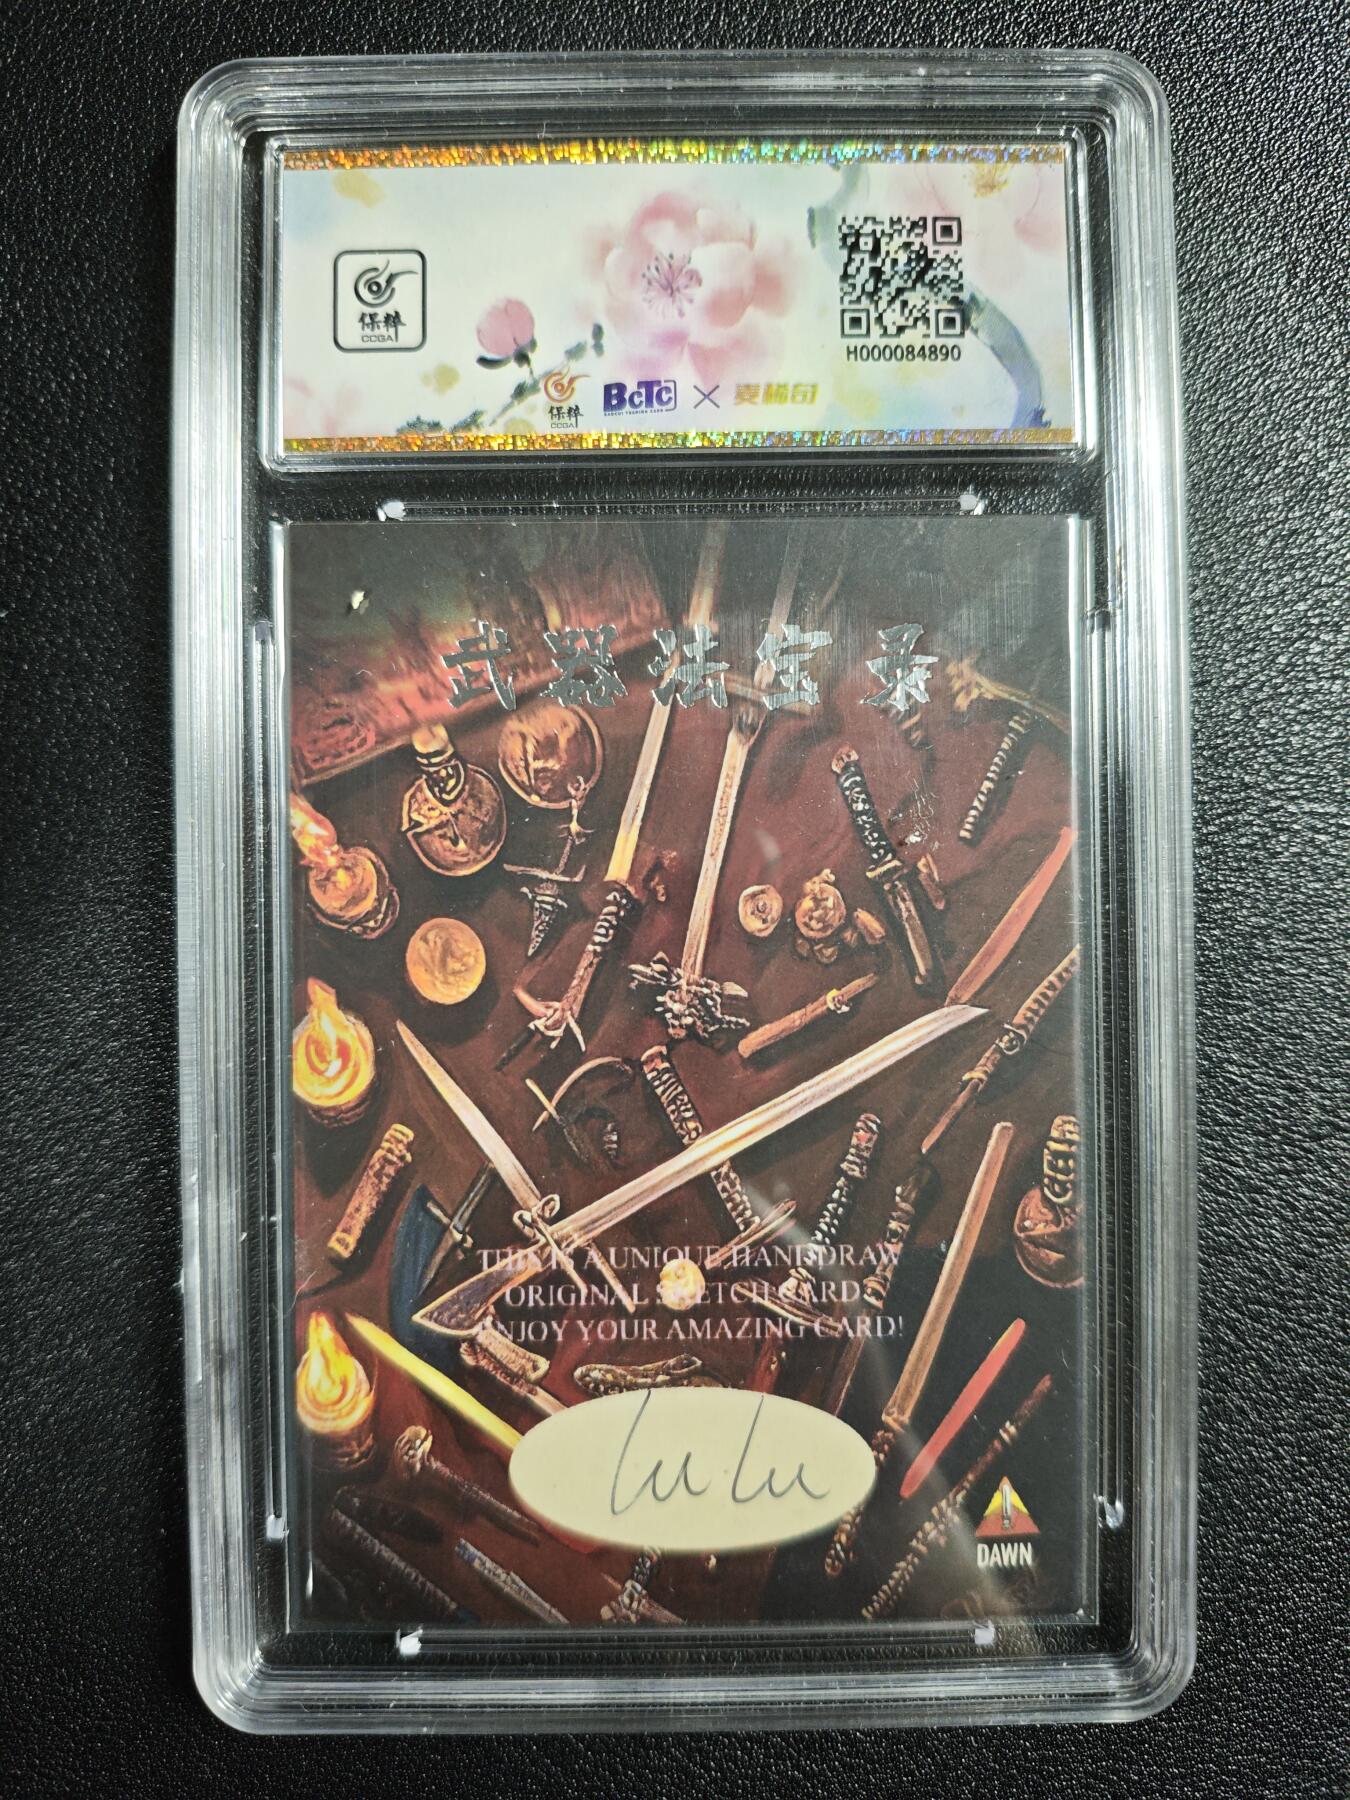 保粹
CCGA
H000084890
保粹
CCGA
BCTC
×
麦稀奇
武器法宝录
THIS IS A UNIQUE HANDDRAW
ORIGINAL SKETCH CARD
ENJOY YOUR AMAZING CARD!
LuLu
DAWN